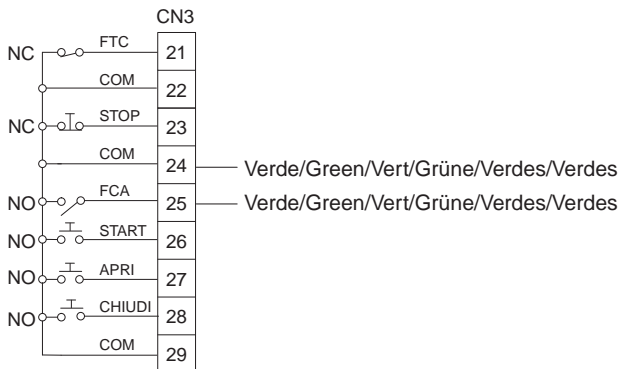 CN3
NC FTC 21
COM 22
NC STOP 23
COM 24 Verde/Green/Vert/Grüne/Verdes/Verdes
NO FCA 25 Verde/Green/Vert/Grüne/Verdes/Verdes
NO START 26
NO APRI 27
NO CHIUDI 28
COM 29